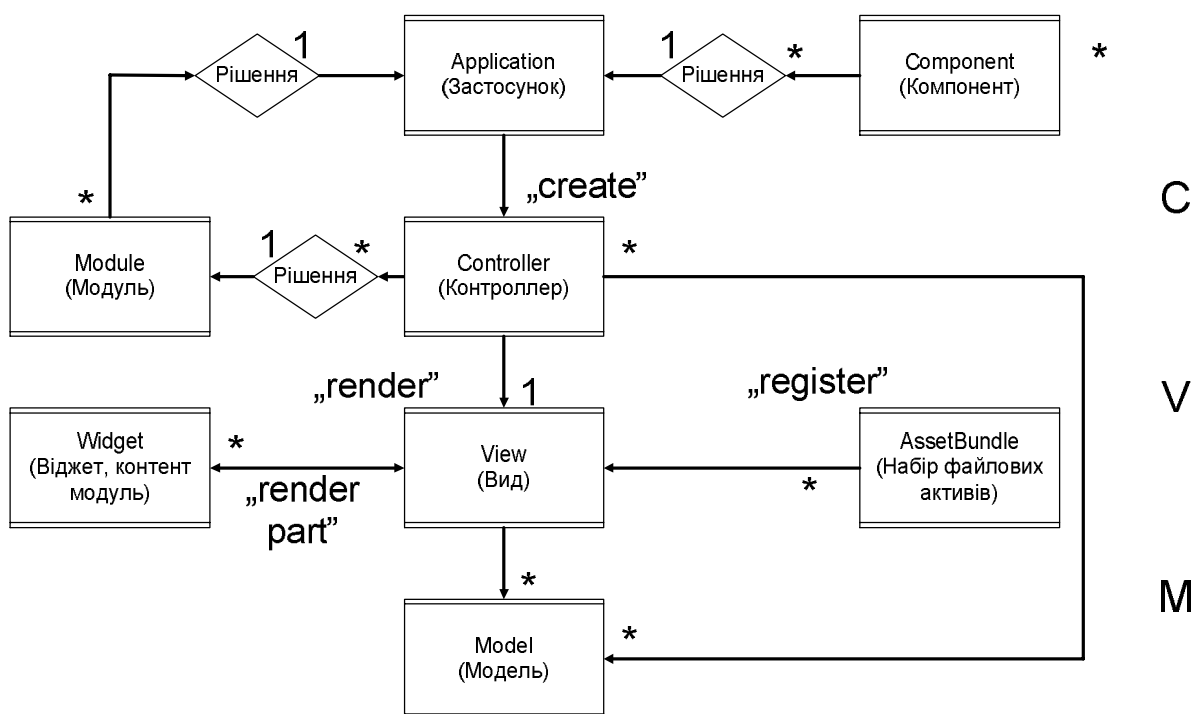 Рішення
1
Application
(Застосунок)
1
Рішення
*
Component
(Компонент)
*
„create”
*
C
Module
(Модуль)
1
Рішення
*
Controller
(Контроллер)
*
„render”
1
„register”
V
Widget
(Віджет, контент
модуль)
*
„render
part”
View
(Вид)
*
AssetBundle
(Набір файлових
активів)
*
M
Model
(Модель)
*